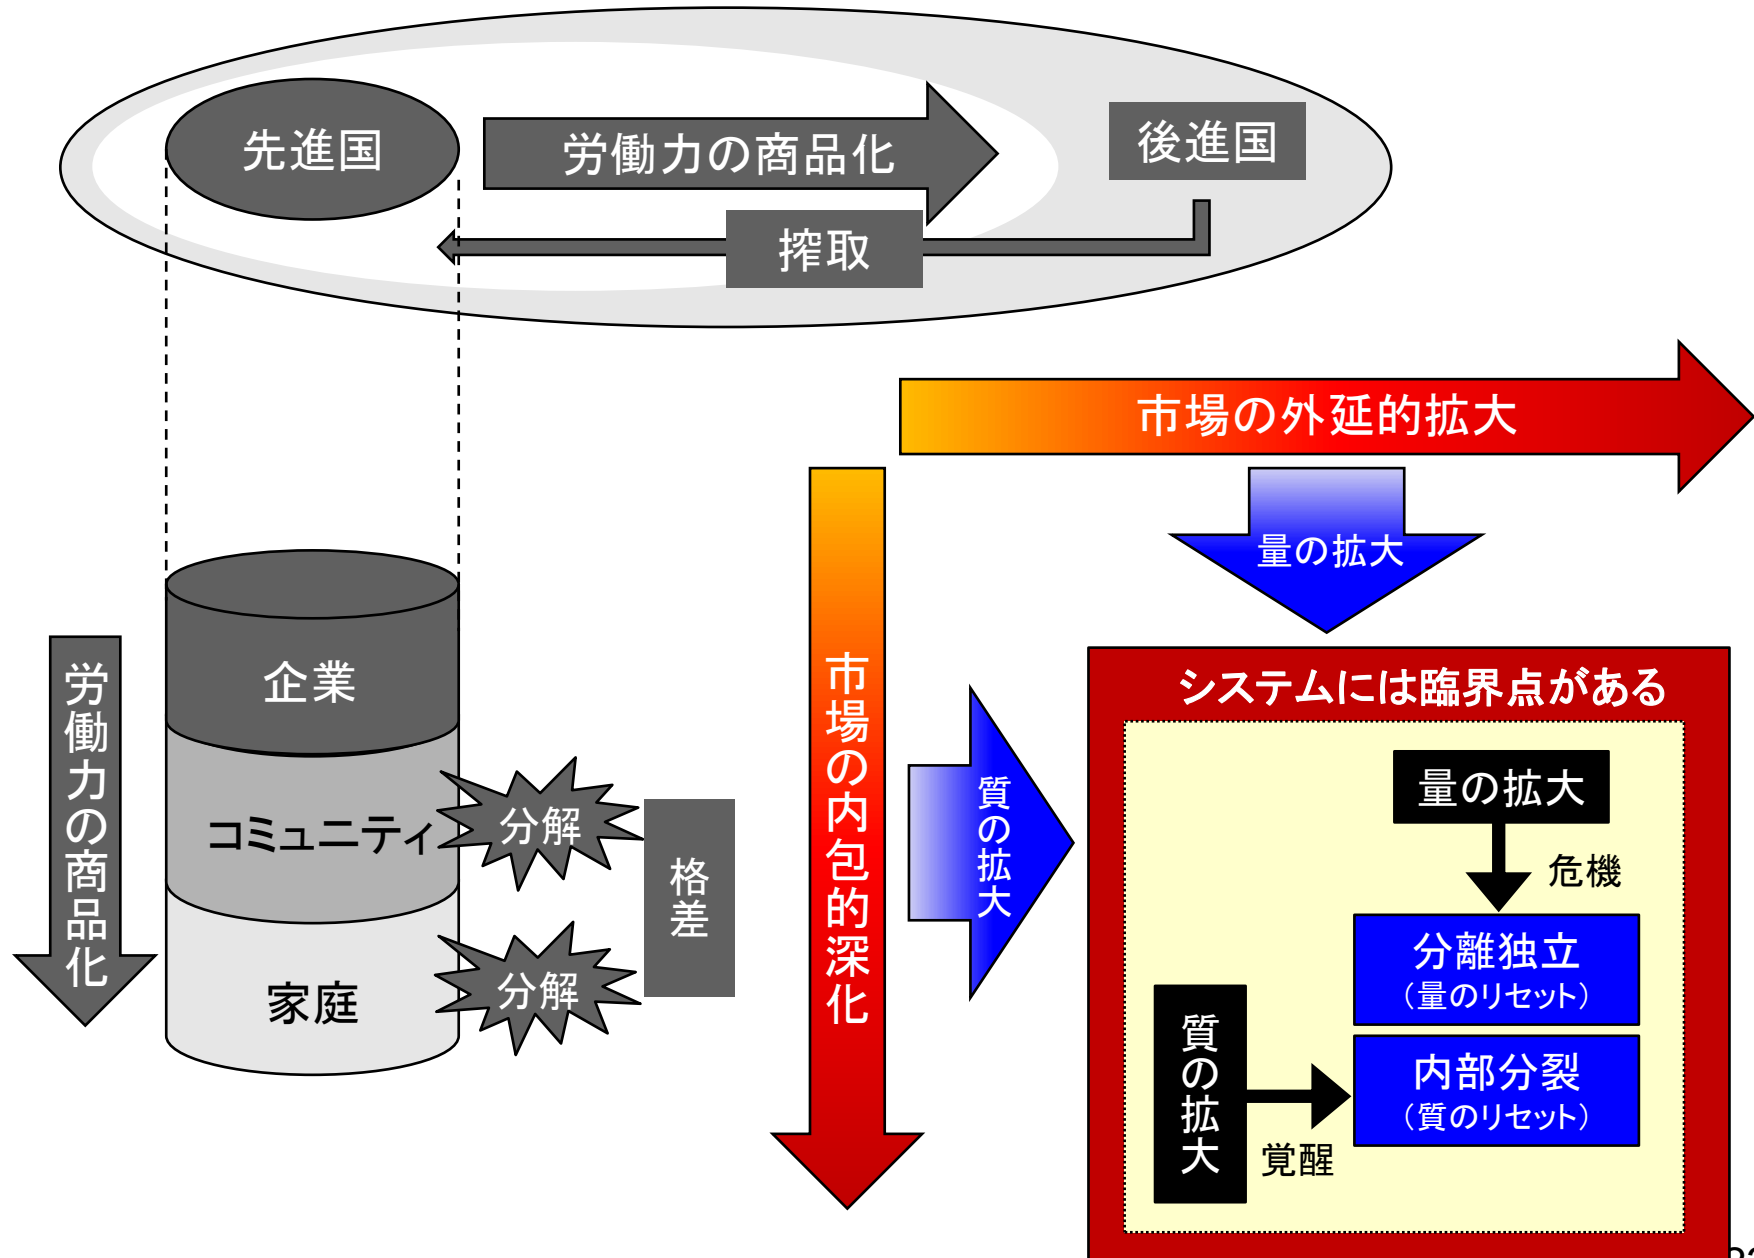 先進国
労働力の商品化
後進国
搾取
市場の外延的拡大
量の拡大
労働力の商品化
企業
コミュニティ
家庭
分解
分解
格差
市場の内包的深化
質の拡大
システムには臨界点がある
量の拡大
危機
分離独立
（量のリセット）
質の拡大
覚醒
内部分裂
（質のリセット）